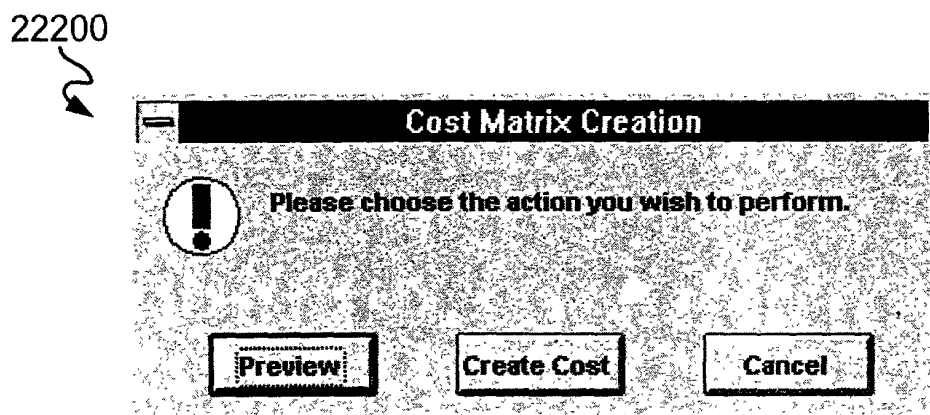 22200
Cost Matrix Creation
Please choose the action you wish to perform.
Preview Create Cost Cancel